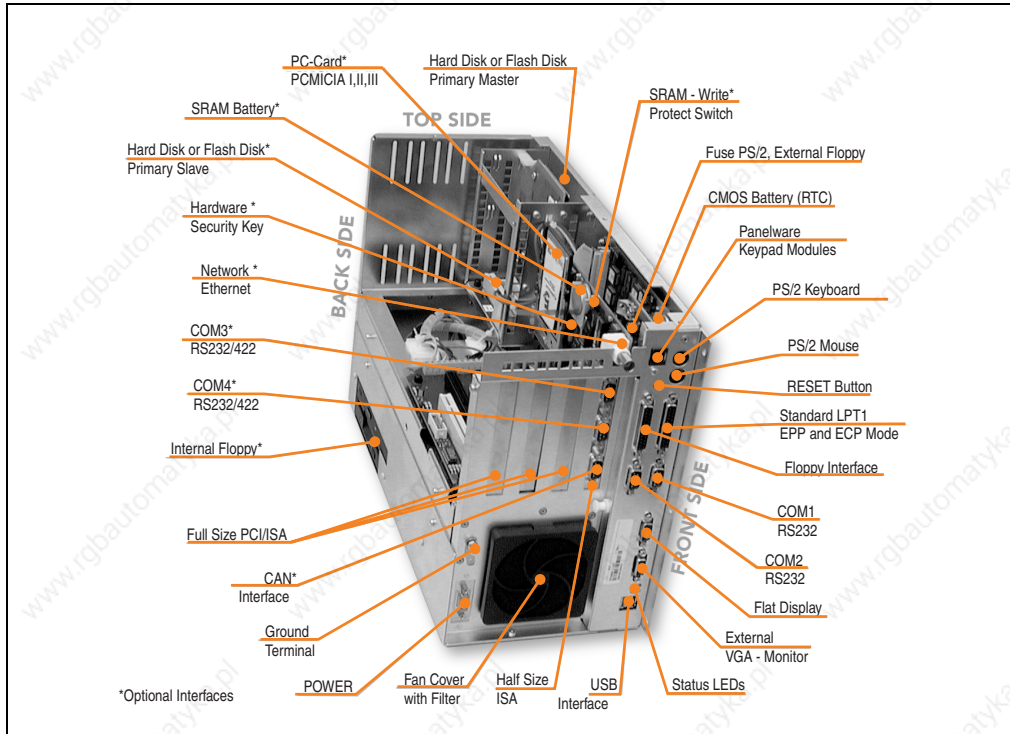 PC-Card*
PCMICIA I,II,III
Hard Disk or Flash Disk
Primary Master
SRAM - Write*
Protect Switch
SRAM Battery*
TOP SIDE
Hard Disk or Flash Disk*
Primary Slave
Fuse PS/2, External Floppy
CMOS Battery (RTC)
Hardware *
Security Key
Panelware
Keypad Modules
BACK SIDE
Network *
Ethernet
PS/2 Keyboard
COM3*
RS232/422
PS/2 Mouse
COM4*
RS232/422
RESET Button
Standard LPT1
EPP and ECP Mode
Internal Floppy*
Floppy Interface
FRONT SIDE
COM1
RS232
Full Size PCI/ISA
COM2
RS232
CAN*
Interface
Flat Display
Ground
Terminal
External
VGA - Monitor
*Optional Interfaces
POWER
Fan Cover
with Filter
Half Size
ISA
USB
Interface
Status LEDs
www.rgbautomatyka.pl